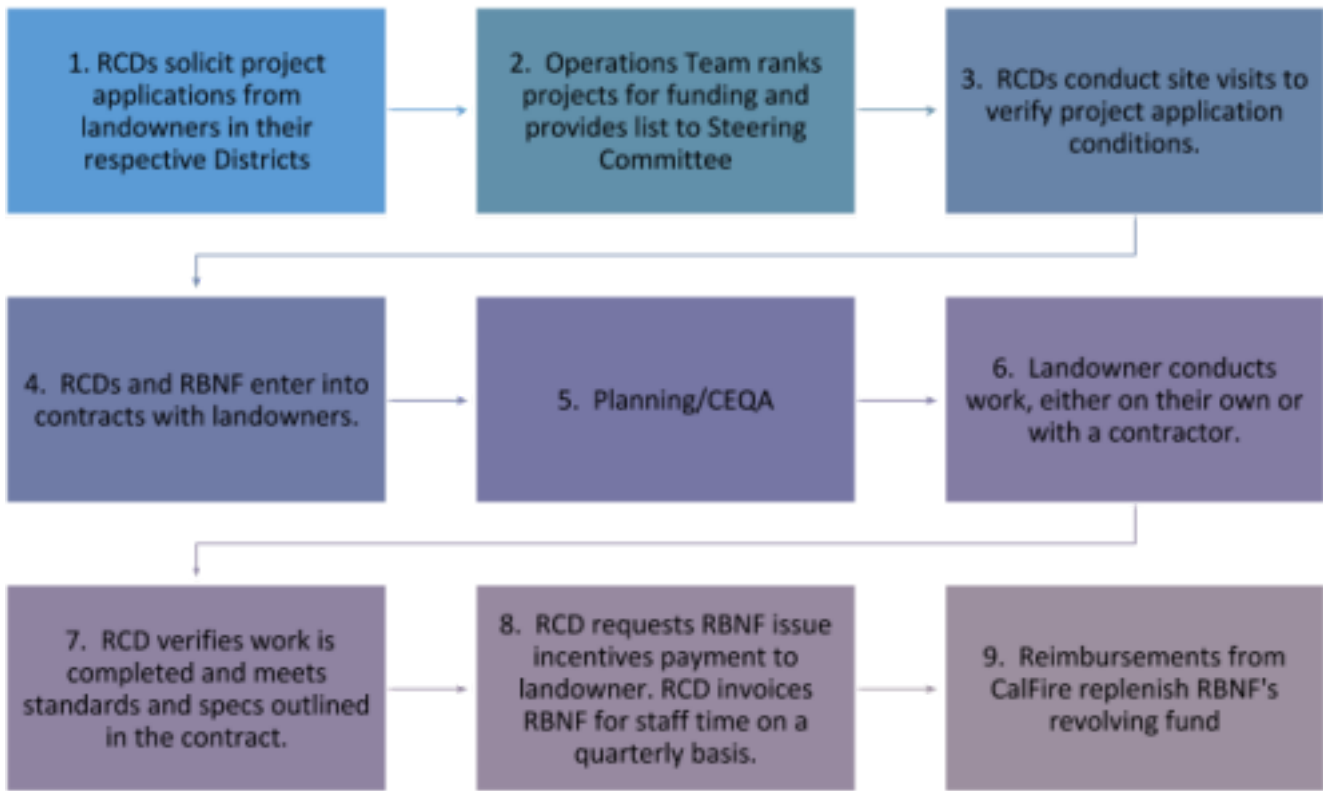 1. RCDs solicit project
applications from
landowners in their
respective Districts
2. Operations Team ranks
projects for funding and
provides list to Steering
Committee
3. RCDs conduct site visits to
verify project application
conditions.
4. RCDs and RBNF enter into
contracts with landowners.
5. Planning/CEQA
6. Landowner conducts
work, either on their own or
with a contractor.
7. RCD verifies work is
completed and meets
standards and specs outlined
in the contract.
8. RCD requests RBNF issue
incentives payment to
landowner. RCD invoices
RBNF for staff time on a
quarterly basis.
9. Reimbursements from
CalFire replenish RBNF's
revolving fund